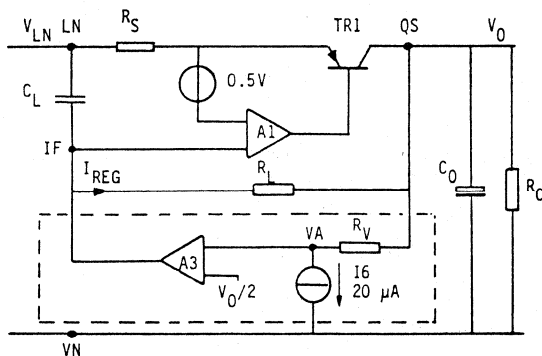 V_LN LN R_S TR1 QS V_O
C_L 0.5V
A1
IF
I_REG R_L
C_O R_O
VA R_V
A3
V_O/2 I6
20 µA
VN